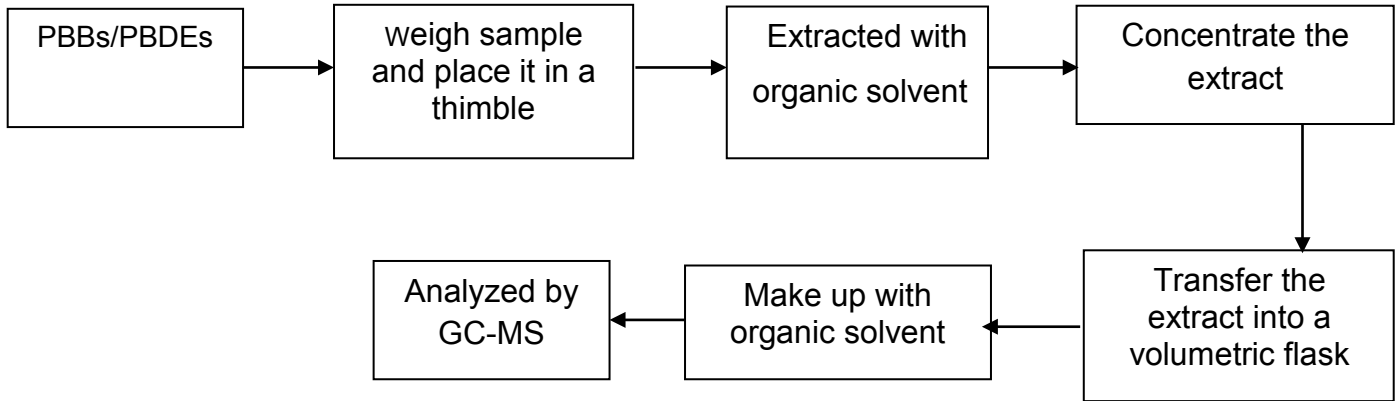 PBBs/PBDEs
weigh sample
and place it in a
thimble
Extracted with
organic solvent
Concentrate the
extract
Transfer the
extract into a
volumetric flask
Make up with
organic solvent
Analyzed by
GC-MS